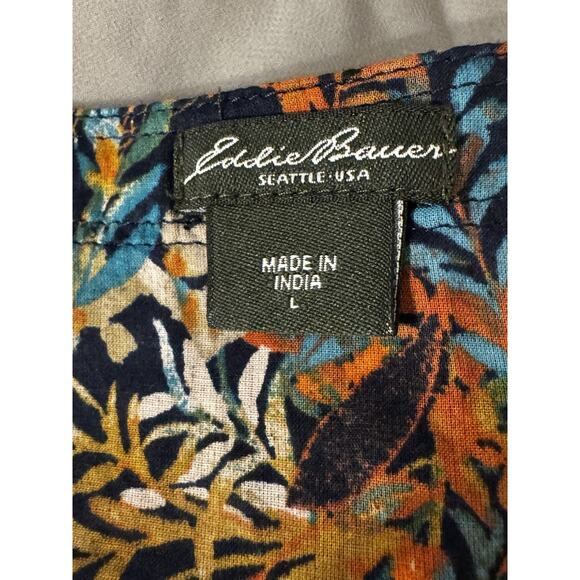 Eddie Bauer
SEATTLE·USA
MADE IN
INDIA
L